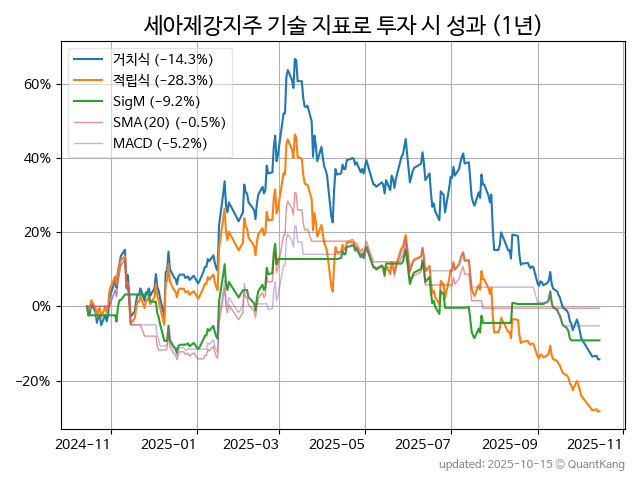 세아제강지주 기술 지표로 투자 시 성과 (1년)
거치식 (−14.3%)
적립식 (−28.3%)
SigM (−9.2%)
SMA(20) (−0.5%)
MACD (−5.2%)
60%
40%
20%
0%
−20%
2024-11
2025-01
2025-03
2025-05
2025-07
2025-09
2025-11
updated: 2025-10-15 © QuantKang